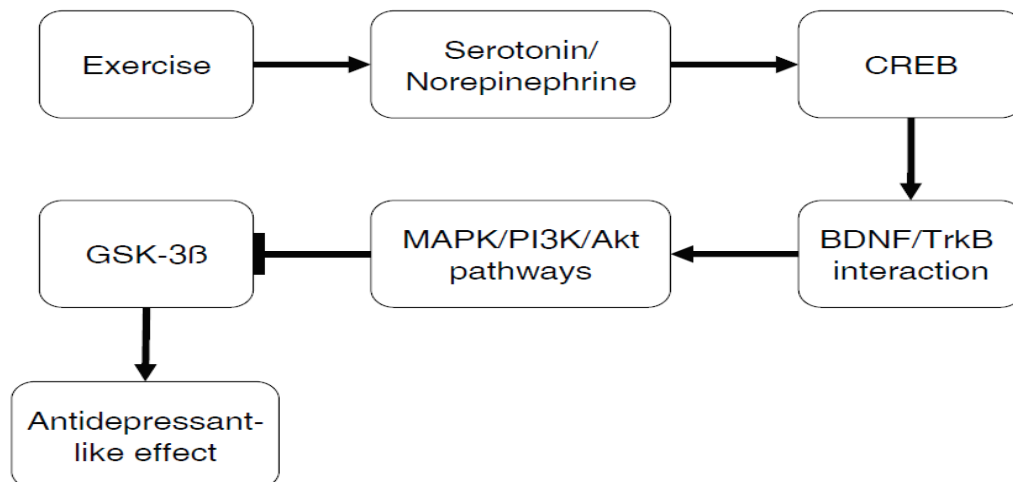 Exercise
Serotonin/
Norepinephrine
CREB
BDNF/TrkB
interaction
MAPK/PI3K/Akt
pathways
GSK-3ß
Antidepressant-
like effect